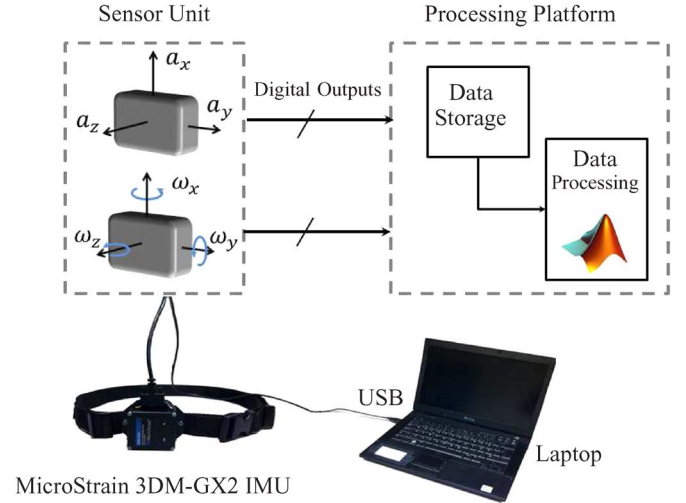 Sensor Unit
Processing Platform
a_x
a_y
a_z
Digital Outputs
Data
Storage
Data
Processing
ω_x
ω_z
ω_y
USB
Laptop
MicroStrain 3DM-GX2 IMU